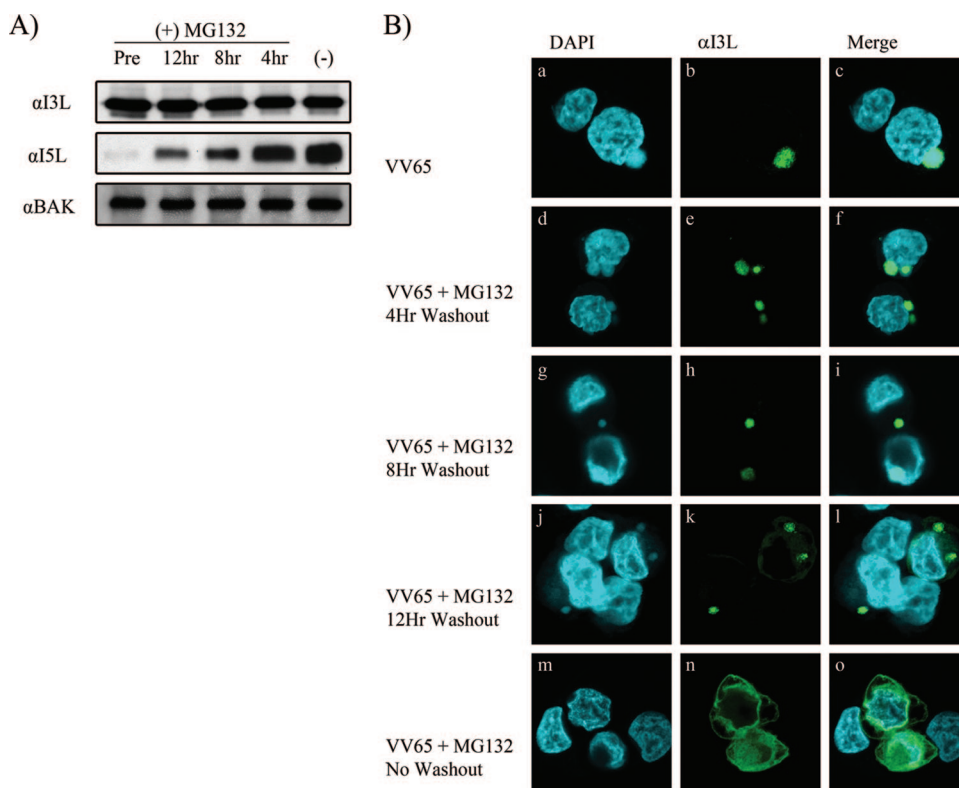 A)
(+) MG132
Pre 12hr 8hr 4hr (-)
αI3L
αI5L
αBAK
B)
DAPI αI3L Merge
a b c
VV65
d e f
VV65 + MG132
4Hr Washout
g h i
VV65 + MG132
8Hr Washout
j k l
VV65 + MG132
12Hr Washout
m n o
VV65 + MG132
No Washout